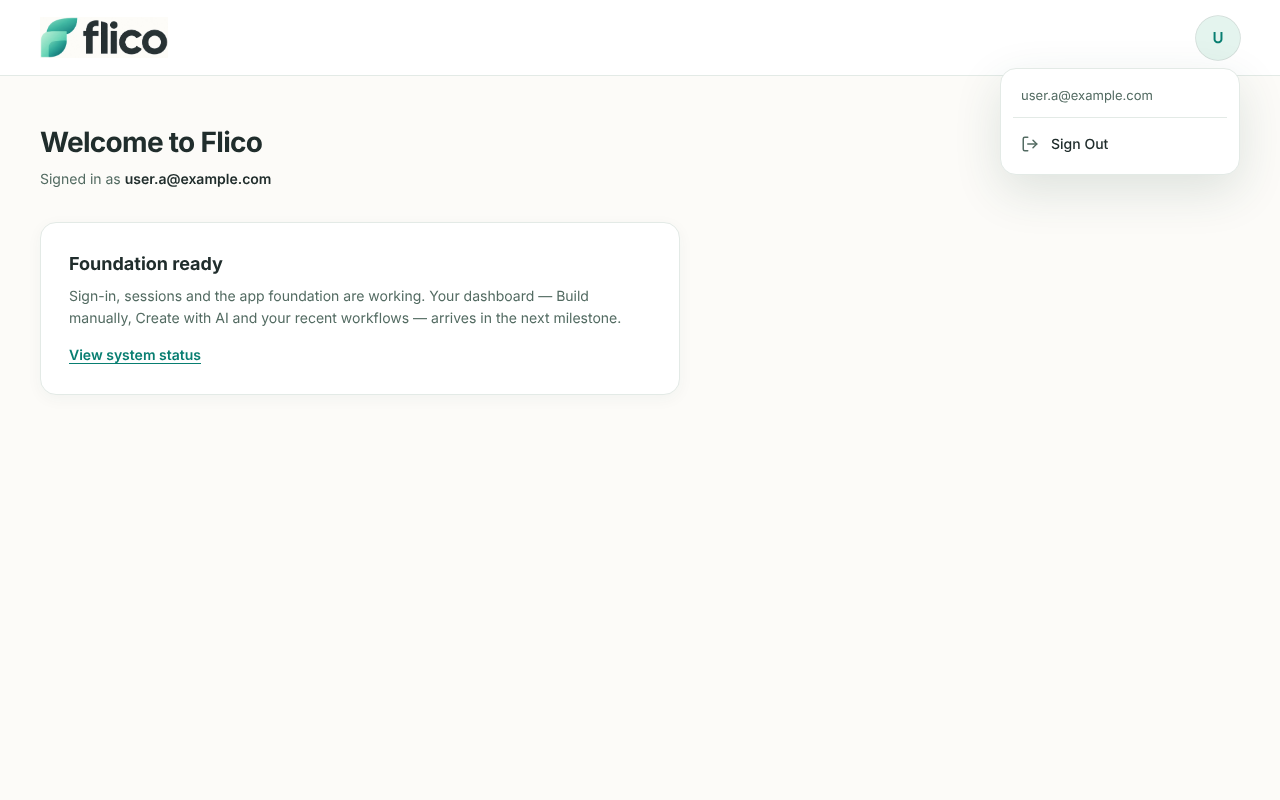 flico
U
user.a@example.com
Sign Out
Welcome to Flico
Signed in as user.a@example.com
Foundation ready
Sign-in, sessions and the app foundation are working. Your dashboard — Build
manually, Create with AI and your recent workflows — arrives in the next milestone.
View system status